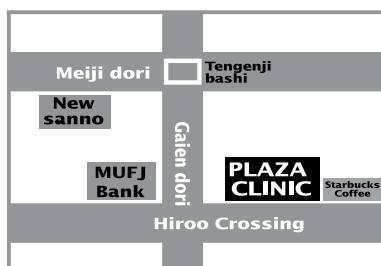 Meiji dori
Tengenji
bashi
New
sanno
Gaien dori
MUFJ
Bank
PLAZA
CLINIC
Starbucks
Coffee
Hiroo Crossing